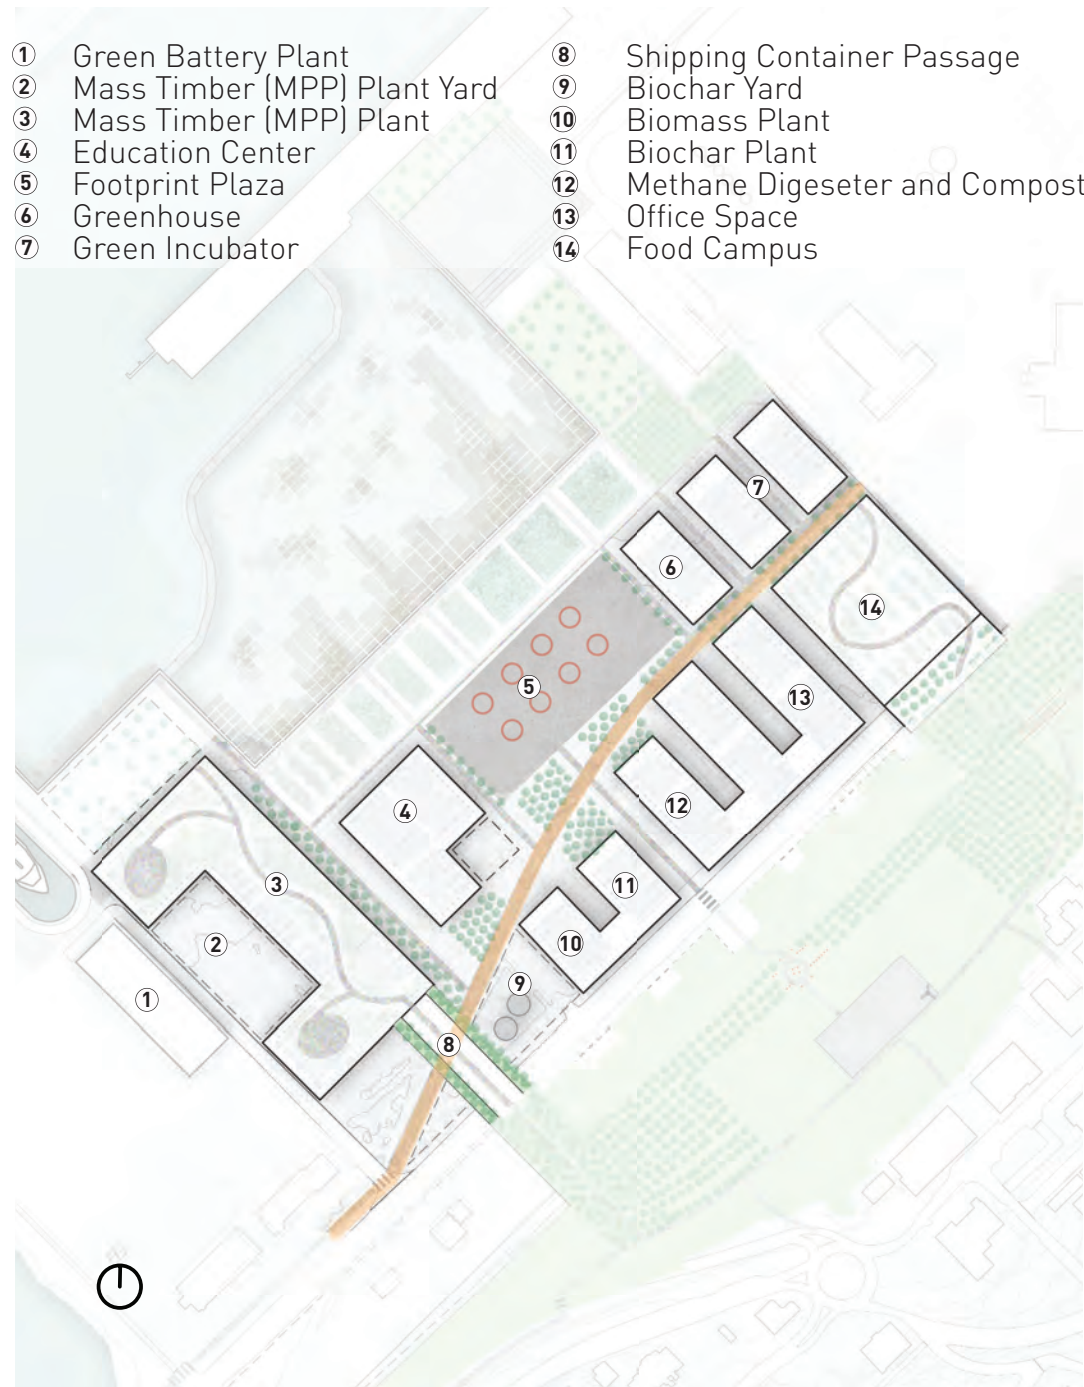 1 Green Battery Plant
2 Mass Timber (MPP) Plant Yard
3 Mass Timber (MPP) Plant
4 Education Center
5 Footprint Plaza
6 Greenhouse
7 Green Incubator
8 Shipping Container Passage
9 Biochar Yard
10 Biomass Plant
11 Biochar Plant
12 Methane Digeseter and Compost
13 Office Space
14 Food Campus
7
6
14
5
13
12
4
11
3
10
2
9
1
8